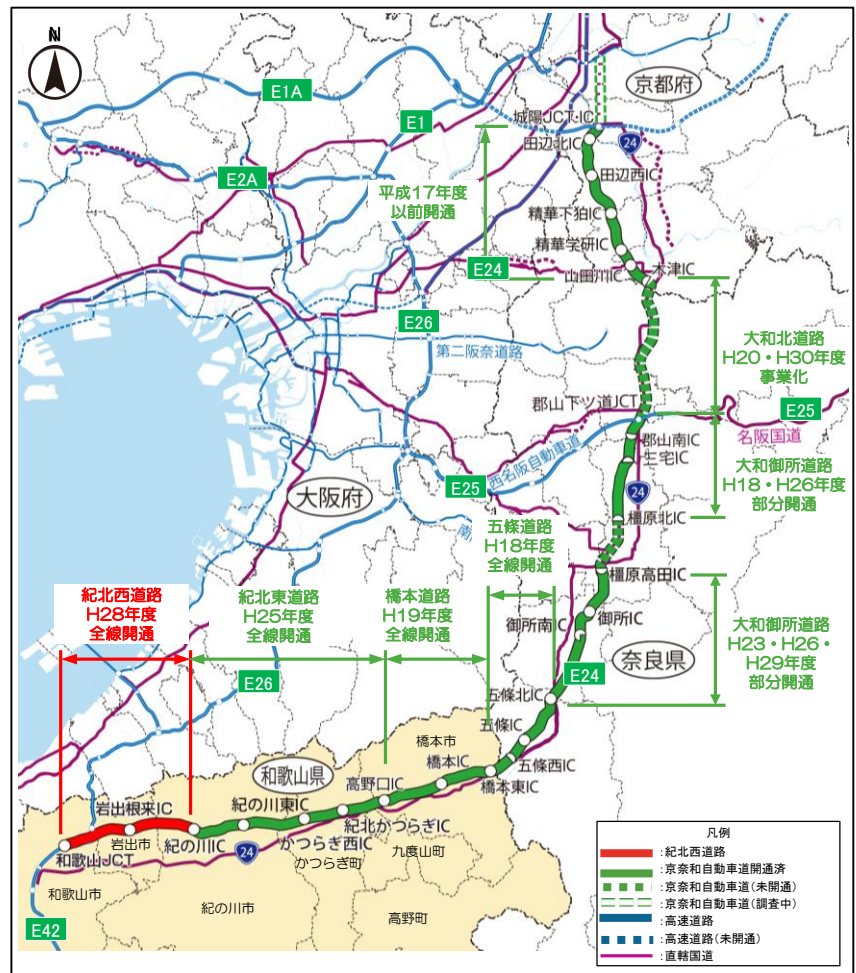 N
E1A
京都府
城陽JCT・IC
E1
田辺北IC
24
E2A
田辺西IC
平成17年度
以前開通
精華下狛IC
精華学研IC
E24
山田川IC
木津IC
E26
大和北道路
H20・H30年度
事業化
第二阪奈道路
郡山下ツ道JCT
E25
名阪国道
郡山南IC
西名阪自動車道
三宅IC
大和御所道路
H18・H26年度
部分開通
E25
24
大阪府
五條道路
H18年度
全線開通
南
橿原北IC
橿原高田IC
紀北西道路
H28年度
全線開通
紀北東道路
H25年度
全線開通
橋本道路
H19年度
全線開通
御所IC
御所南IC
大和御所道路
H23・H26・
H29年度
部分開通
奈良県
E24
E26
五條北IC
五條IC
橋本市
五條西IC
和歌山県
橋本IC
橋本東IC
高野口IC
岩出根来IC
紀の川東IC
紀北かつらぎIC
紀の川IC
かつらぎ西IC
岩出市
和歌山JCT
24
かつらぎ町
九度山町
和歌山市
紀の川市
高野町
E42
凡例
:紀北西道路
:京奈和自動車道開通済
:京奈和自動車道(未開通)
:京奈和自動車道(調査中)
:高速道路
:高速道路(未開通)
:直轄国道